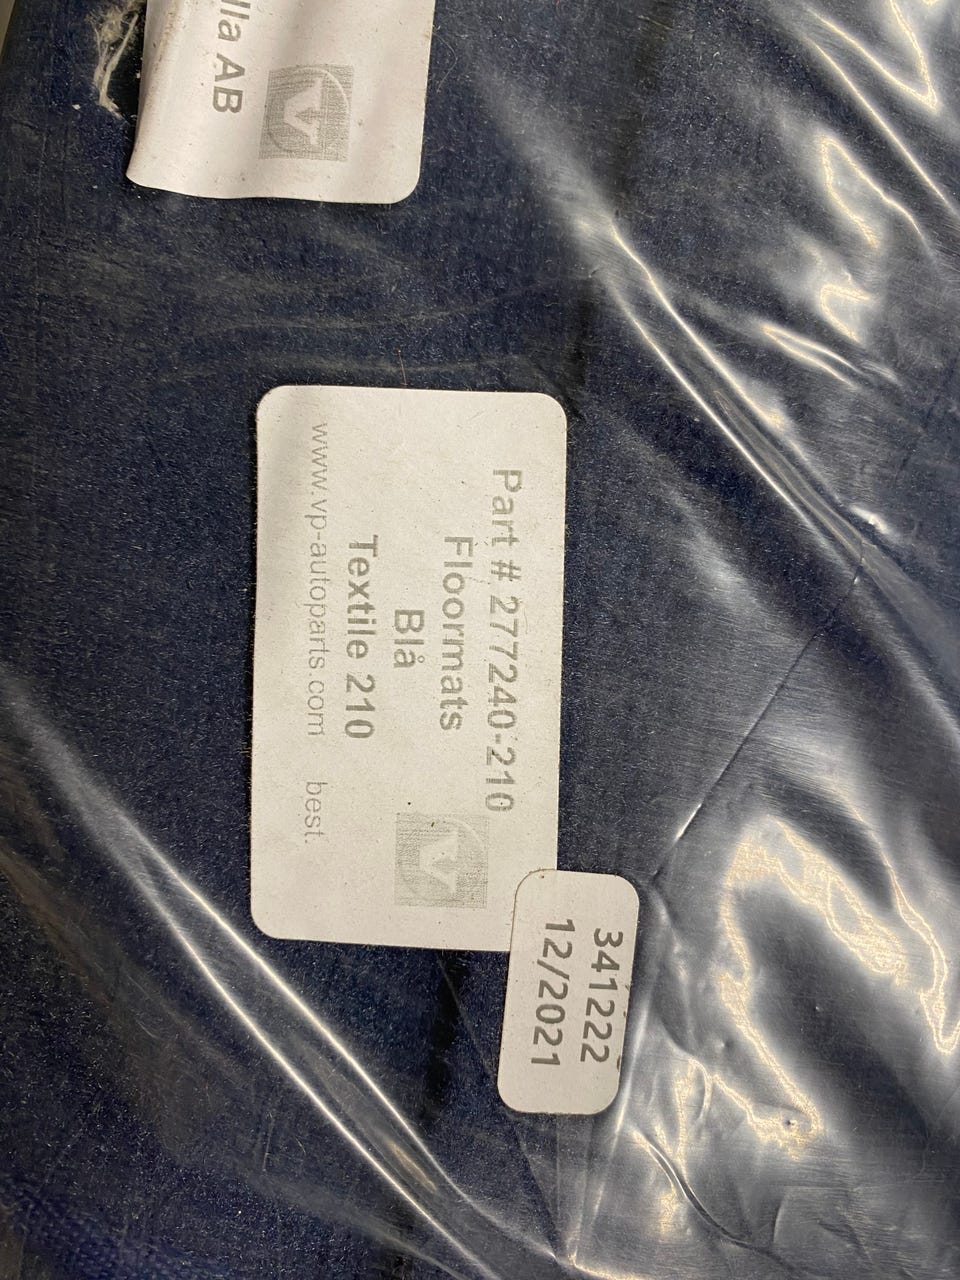 lla AB
Part # 277240-210
Floormats
Blå
Textile 210
www.vp-autoparts.com best.
341222
12/2021